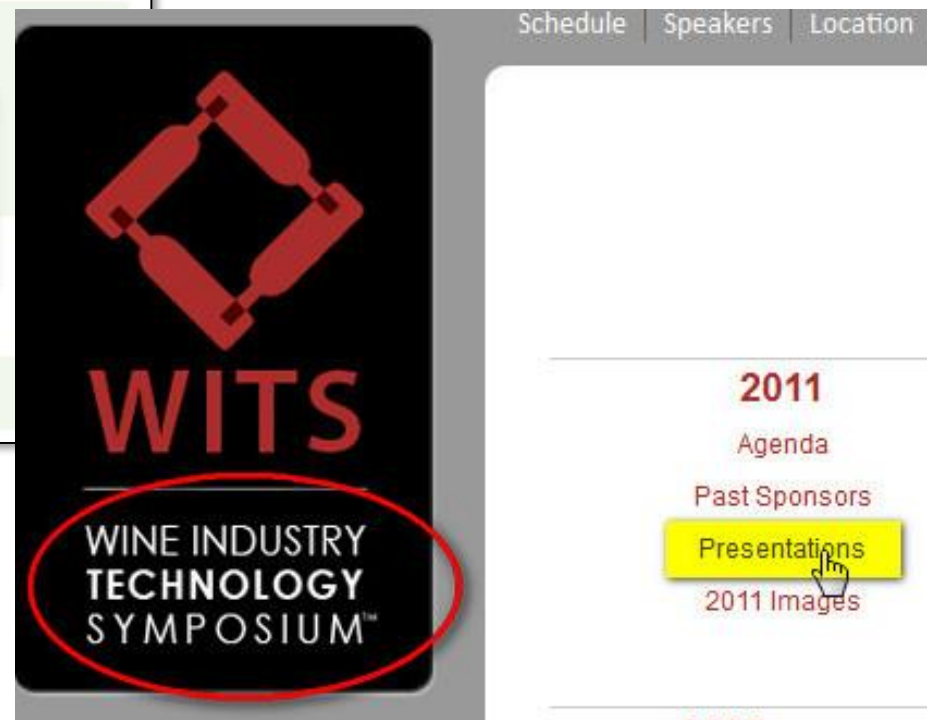 Schedule | Speakers | Location
WITS
WINE INDUSTRY
TECHNOLOGY
SYMPOSIUM™
2011
Agenda
Past Sponsors
Presentations
2011 Images